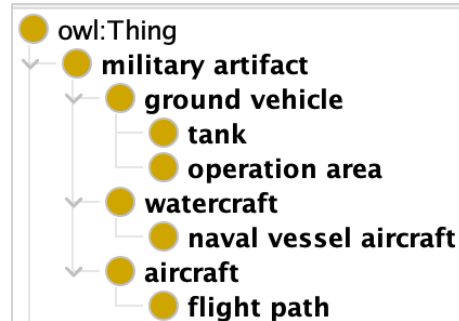 owl:Thing
military artifact
ground vehicle
tank
operation area
watercraft
naval vessel aircraft
aircraft
flight path